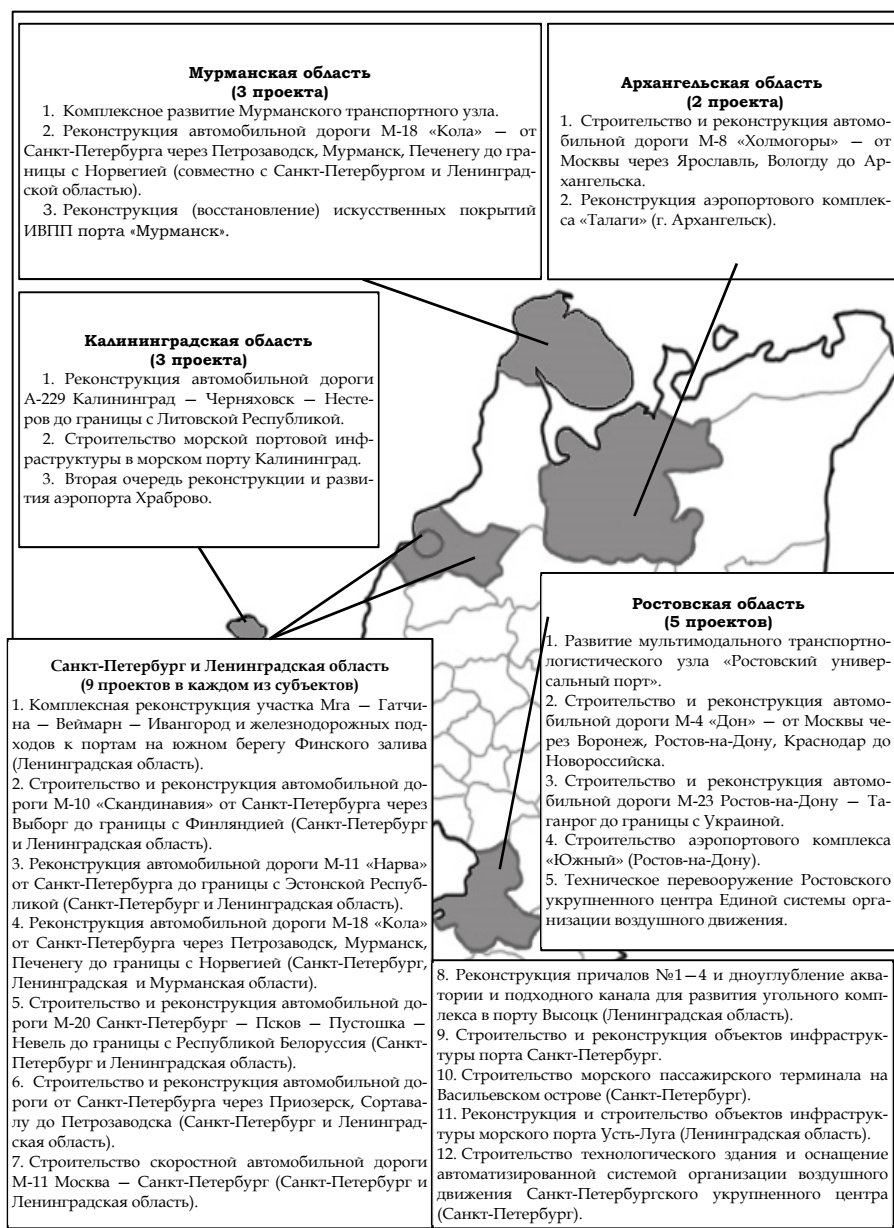 Мурманская область
(3 проекта)
1. Комплексное развитие Мурманского транспортного узла.
2. Реконструкция автомобильной дороги М-18 «Кола» — от
Санкт-Петербурга через Петрозаводск, Мурманск, Печенегу до гра-
ницы с Норвегией (совместно с Санкт-Петербургом и Ленинград-
ской областью).
3. Реконструкция (восстановление) искусственных покрытий
ИВПП порта «Мурманск».
Архангельская область
(2 проекта)
1. Строительство и реконструкция автомо-
бильной дороги М-8 «Холмогоры» — от
Москвы через Ярославль, Вологду до Ар-
хангельска.
2. Реконструкция аэропортового комплек-
са «Талаги» (г. Архангельск).
Калининградская область
(3 проекта)
1. Реконструкция автомобильной дороги
А-229 Калининград — Черняховск — Несте-
ров до границы с Литовской Республикой.
2. Строительство морской портовой инф-
раструктуры в морском порту Калининград.
3. Вторая очередь реконструкции и разви-
тия аэропорта Храброво.
Ростовская область
(5 проектов)
1. Развитие мультимодального транспортно-
логистического узла «Ростовский универ-
сальный порт».
2. Строительство и реконструкция автомо-
бильной дороги М-4 «Дон» — от Москвы че-
рез Воронеж, Ростов-на-Дону, Краснодар до
Новороссийска.
3. Строительство и реконструкция автомо-
бильной дороги М-23 Ростов-на-Дону — Та-
ганрог до границы с Украиной.
4. Строительство аэропортового комплекса
«Южный» (Ростов-на-Дону).
5. Техническое перевооружение Ростовского
укрупненного центра Единой системы орга-
низации воздушного движения.
Санкт-Петербург и Ленинградская область
(9 проектов в каждом из субъектов)
1. Комплексная реконструкция участка Мга — Гатчи-
на — Веймарн — Ивангород и железнодорожных под-
ходов к портам на южном берегу Финского залива
(Ленинградская область).
2. Строительство и реконструкция автомобильной до-
роги М-10 «Скандинавия» от Санкт-Петербурга через
Выборг до границы с Финляндией (Санкт-Петербург
и Ленинградская область).
3. Реконструкция автомобильной дороги М-11 «Нарва»
от Санкт-Петербурга до границы с Эстонской Респуб-
ликой (Санкт-Петербург и Ленинградская область).
4. Реконструкция автомобильной дороги М-18 «Кола»
от Санкт-Петербурга через Петрозаводск, Мурманск,
Печенегу до границы с Норвегией (Санкт-Петербург,
Ленинградская и Мурманская области).
5. Строительство и реконструкция автомобильной до-
роги М-20 Санкт-Петербург — Псков — Пустошка —
Невель до границы с Республикой Белоруссия (Санкт-
Петербург и Ленинградская область).
6. Строительство и реконструкция автомобильной до-
роги от Санкт-Петербурга через Приозерск, Сортава-
лу до Петрозаводска (Санкт-Петербург и Ленинград-
ская область).
7. Строительство скоростной автомобильной дороги
М-11 Москва — Санкт-Петербург (Санкт-Петербург и
Ленинградская область).
8. Реконструкция причалов №1—4 и дноуглубление аква-
тории и подходного канала для развития угольного комп-
лекса в порту Высоцк (Ленинградская область).
9. Строительство и реконструкция объектов инфраструк-
туры порта Санкт-Петербург.
10. Строительство морского пассажирского терминала на
Васильевском острове (Санкт-Петербург).
11. Реконструкция и строительство объектов инфраструк-
туры морского порта Усть-Луга (Ленинградская область).
12. Строительство технологического здания и оснащение
автоматизированной системой организации воздушного
движения Санкт-Петербургского укрупненного центра
(Санкт-Петербург).